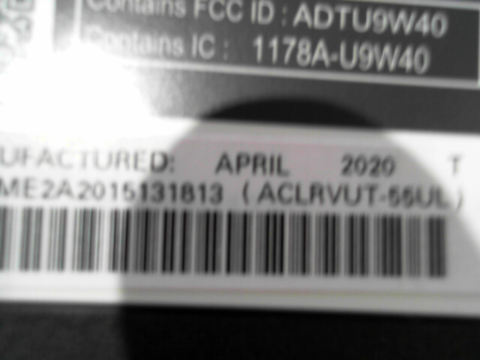 Contains FCC ID : ADTU9W40
Contains IC : 1178A-U9W40
UFACTURED: APRIL 2020 T
ME2A2015131813 (ACLRVUT-55UL)